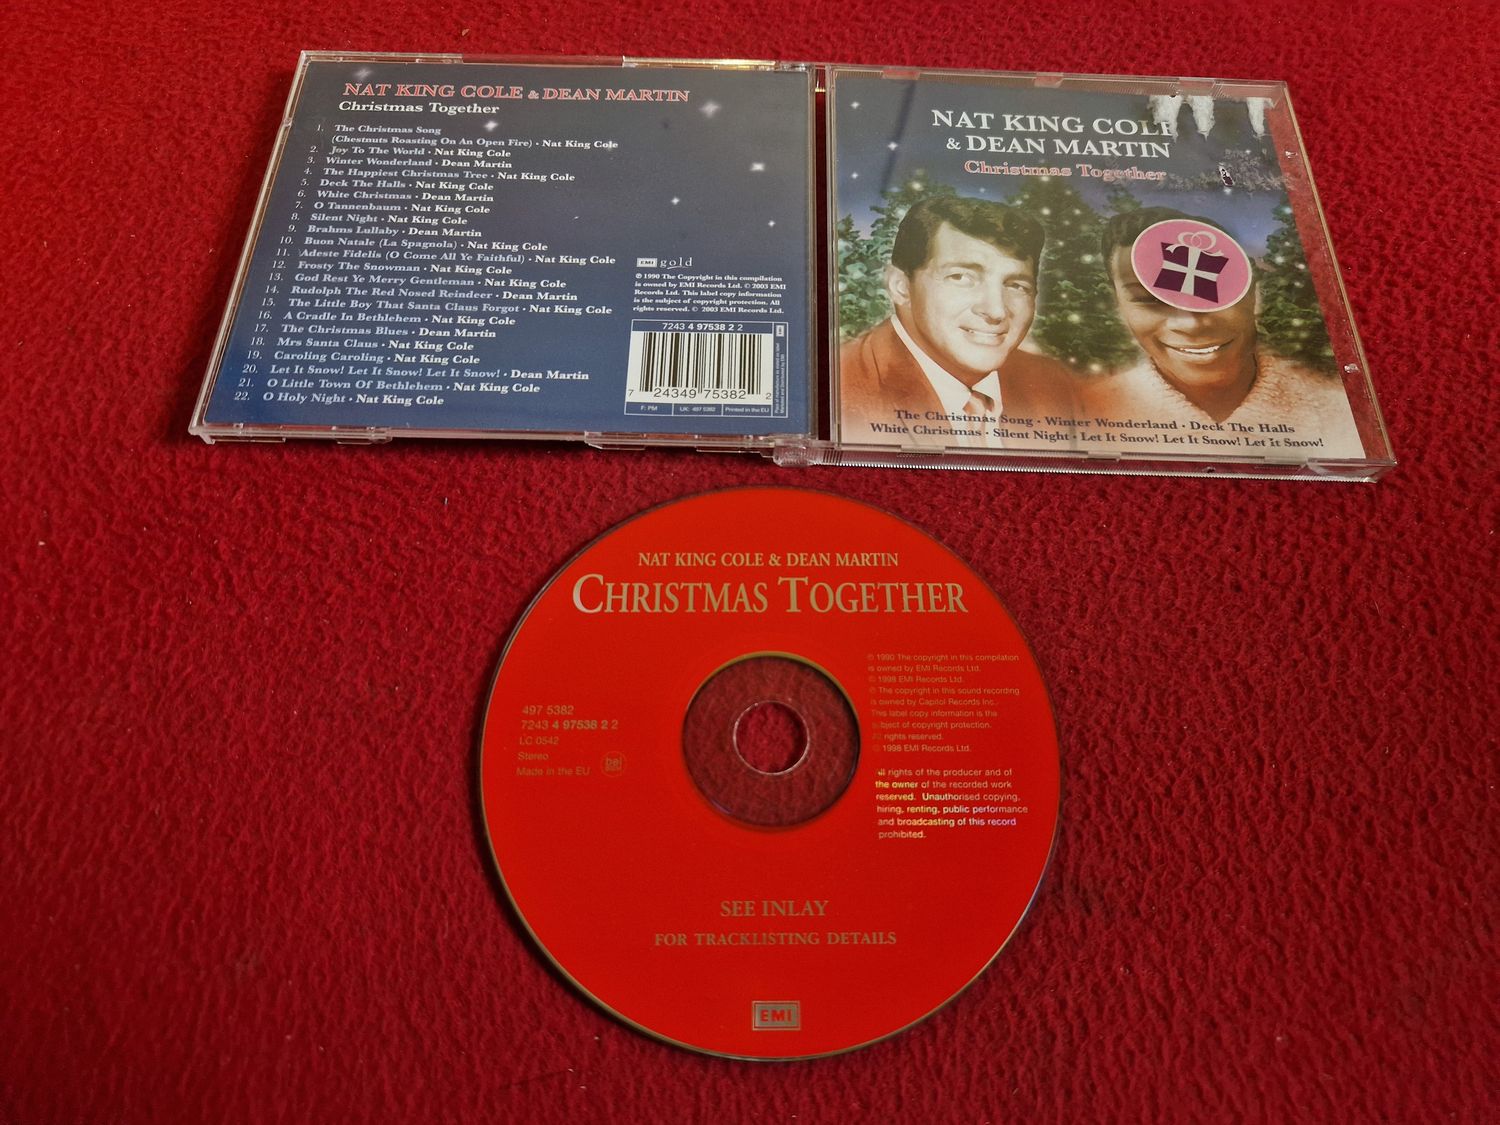 NAT KING COLE & DEAN MARTIN
Christmas Together
1. The Christmas Song
(Chestnuts Roasting On An Open Fire) · Nat King Cole
2. Joy To The World · Nat King Cole
3. Winter Wonderland · Dean Martin
4. The Happiest Christmas Tree · Nat King Cole
5. Deck The Halls · Nat King Cole
6. White Christmas · Dean Martin
7. O Tannenbaum · Nat King Cole
8. Silent Night · Nat King Cole
9. Brahms Lullaby · Dean Martin
10. Buon Natale (La Spagnola) · Nat King Cole
11. Adeste Fidelis (O Come All Ye Faithful) · Nat King Cole
12. Frosty The Snowman · Nat King Cole
13. God Rest Ye Merry Gentleman · Nat King Cole
14. Rudolph The Red Nosed Reindeer · Dean Martin
15. The Little Boy That Santa Claus Forgot · Nat King Cole
16. A Cradle In Bethlehem · Nat King Cole
17. The Christmas Blues · Dean Martin
18. Mrs Santa Claus · Nat King Cole
19. Caroling Caroling · Nat King Cole
20. Let It Snow! Let It Snow! Let It Snow! · Dean Martin
21. O Little Town Of Bethlehem · Nat King Cole
22. O Holy Night · Nat King Cole
EMI gold
℗ 1990 The Copyright in this compilation
is owned by EMI Records Ltd. © 2003 EMI
Records Ltd. This label copy information
is the subject of copyright protection. All
rights reserved. © 2003 EMI Records Ltd.
7243 4 97538 2 2
7 24349 75382 2
F: PM
UK: 497 5382
Printed in the EU
EMI
NAT KING COLE
& DEAN MARTIN
Christmas Together
The Christmas Song · Winter Wonderland · Deck The Halls
White Christmas · Silent Night · Let It Snow! Let It Snow! Let It Snow!
NAT KING COLE & DEAN MARTIN
CHRISTMAS TOGETHER
497 5382
7243 4 97538 2 2
LC 0542
Stereo
Made in the EU
℗ 1990 The copyright in this compilation
is owned by EMI Records Ltd.
© 1998 EMI Records Ltd.
℗ The copyright in this sound recording
is owned by Capitol Records Inc.
This label copy information is the
subject of copyright protection.
All rights reserved.
© 1998 EMI Records Ltd.
All rights of the producer and of
the owner of the recorded work
reserved. Unauthorised copying,
hiring, renting, public performance
and broadcasting of this record
prohibited.
SEE INLAY
FOR TRACKLISTING DETAILS
EMI